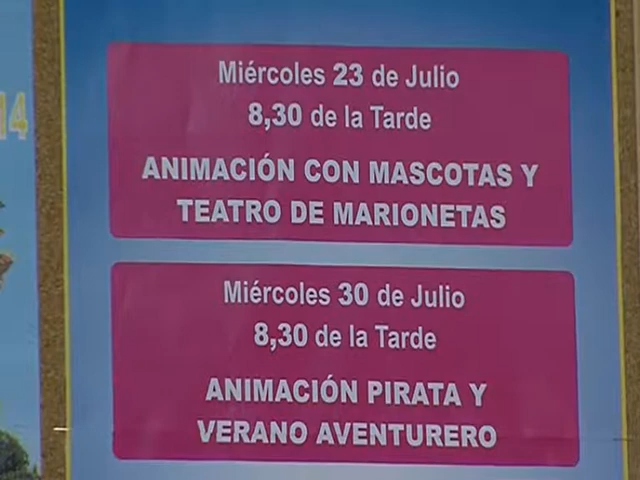 14
Miércoles 23 de Julio
8,30 de la Tarde
ANIMACIÓN CON MASCOTAS Y
TEATRO DE MARIONETAS
Miércoles 30 de Julio
8,30 de la Tarde
ANIMACIÓN PIRATA Y
VERANO AVENTURERO